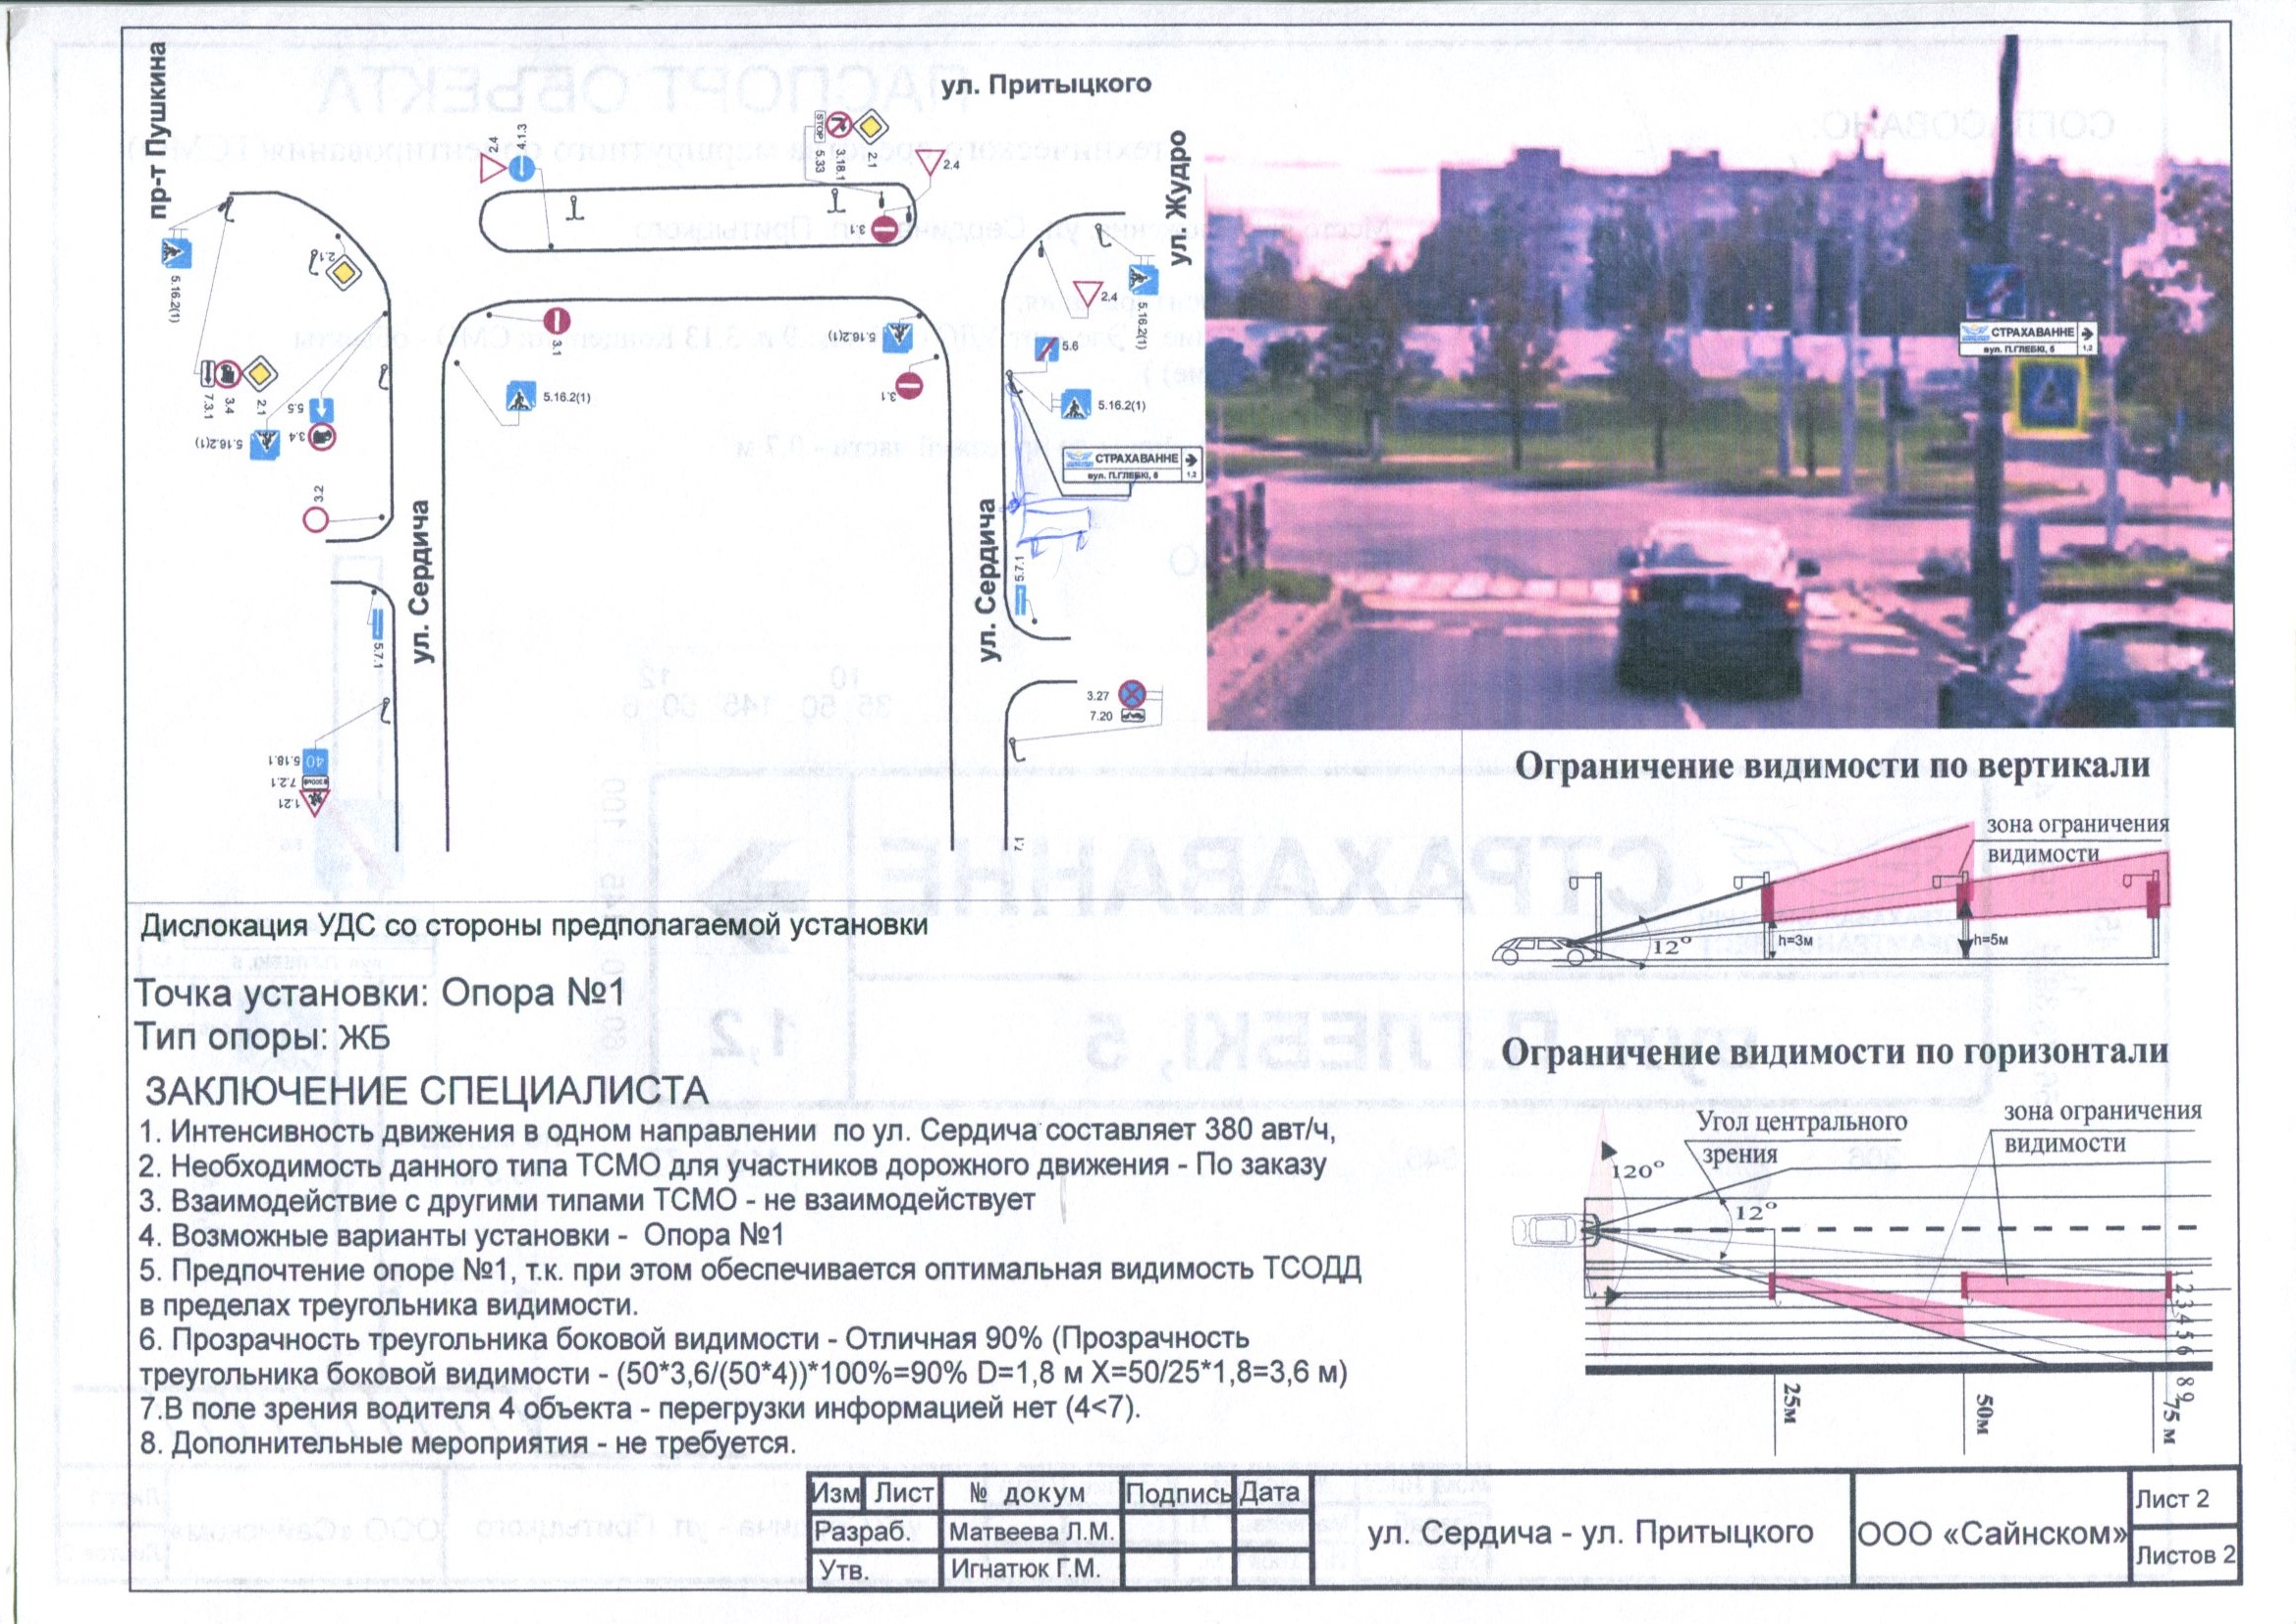 пр-т Пушкина
ул. Притыцкого
ул. Жудро
2.4
4.1.3
STOP
5.33
3.18.1
2.1
2.4
3.1
5.16.2(1)
2.1
2.4
5.16.2(1)
3.1
5.16.2(1)
3.1
5.16.2(1)
5.6
5.16.2(1)
7.3.1
3.4
2.1
5.5
3.4
5.16.2(1)
СТРАХАВАННЕ
вул. П.ГЛЕБКІ, 5
1,2
3.2
ул. Сердича
ул. Сердича
5.7.1
5.7.1
3.27
7.20
40
5.18.1
7.2.1
1.21
7.1
СТРАХАВАННЕ
вул. П.ГЛЕБКІ, 5
1,2
Дислокация УДС со стороны предполагаемой установки
Точка установки: Опора №1
Тип опоры: ЖБ
ЗАКЛЮЧЕНИЕ СПЕЦИАЛИСТА
1. Интенсивность движения в одном направлении по ул. Сердича составляет 380 авт/ч,
2. Необходимость данного типа ТСМО для участников дорожного движения - По заказу
3. Взаимодействие с другими типами ТСМО - не взаимодействует
4. Возможные варианты установки - Опора №1
5. Предпочтение опоре №1, т.к. при этом обеспечивается оптимальная видимость ТСОДД
в пределах треугольника видимости.
6. Прозрачность треугольника боковой видимости - Отличная 90% (Прозрачность
треугольника боковой видимости - (50*3,6/(50*4))*100%=90% D=1,8 м X=50/25*1,8=3,6 м)
7.В поле зрения водителя 4 объекта - перегрузки информацией нет (4<7).
8. Дополнительные мероприятия - не требуется.
Ограничение видимости по вертикали
зона ограничения
видимости
12°
h=3м
h=5м
Ограничение видимости по горизонтали
Угол центрального
зрения
зона ограничения
видимости
120°
12°
1 2 3 4 5 6 8 9
25м
50м
75 м
Изм Лист № докум Подпись Дата
Разраб. Матвеева Л.М.
Утв. Игнатюк Г.М.
ул. Сердича - ул. Притыцкого
ООО «Сайнском»
Лист 2
Листов 2